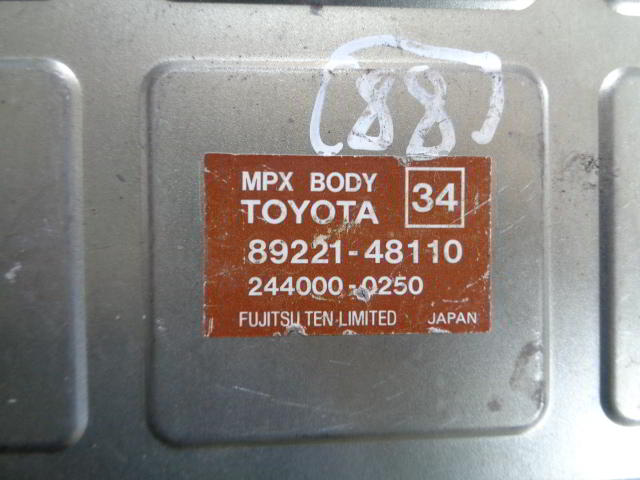 (88)
MPX BODY
TOYOTA 34
89221-48110
244000-0250
FUJITSU TEN LIMITED JAPAN